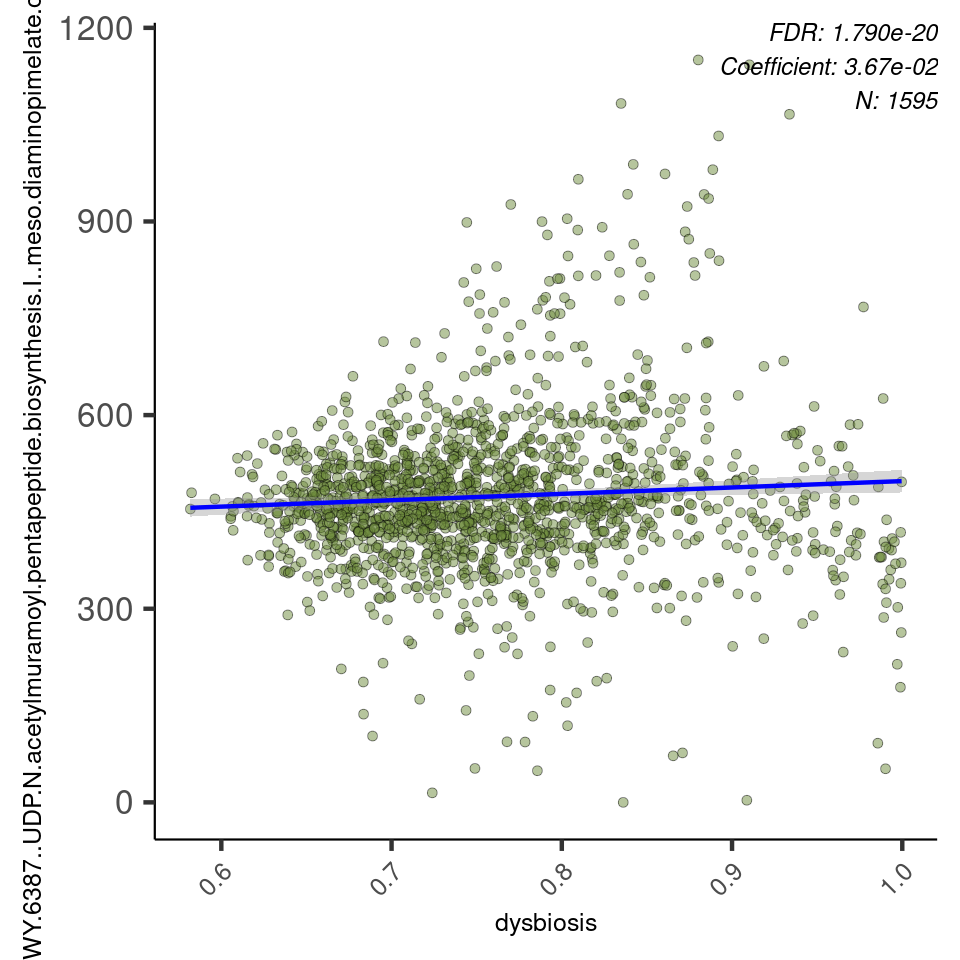 WY.6387..UDP.N.acetylmuramoyl.pentapeptide.biosynthesis.I..meso.diaminopimelate.c
1200
900
600
300
0
FDR: 1.790e-20
Coefficient: 3.67e-02
N: 1595
0.6
0.7
0.8
0.9
1.0
dysbiosis